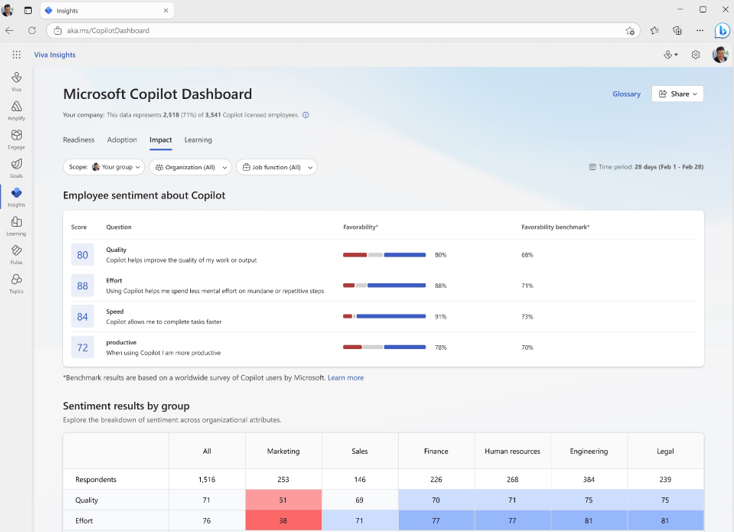 Insights
aka.ms/CopilotDashboard
Viva Insights
Viva
Amplify
Engage
Goals
Insights
Learning
Pulse
Topics
Microsoft Copilot Dashboard
Glossary
Share
Your company: This data represents 2,518 (71%) of 3,541 Copilot licensed employees.
Readiness Adoption Impact Learning
Scope: Your group Organization (All) Job function (All) Time period: 28 days (Feb 1 - Feb 28)
Employee sentiment about Copilot
Score Question Favorability* Favorability benchmark*
Quality
80 Copilot helps improve the quality of my work or output 80% 68%
Effort
88 Using Copilot helps me spend less mental effort on mundane or repetitive steps 88% 71%
Speed
84 Copilot allows me to complete tasks faster 91% 73%
productive
72 When using Copilot I am more productive 78% 70%
*Benchmark results are based on a worldwide survey of Copilot users by Microsoft. Learn more
Sentiment results by group
Explore the breakdown of sentiment across organizational attributes.
All Marketing Sales Finance Human resources Engineering Legal
Respondents 1,516 253 146 226 268 384 239
Quality 71 51 69 70 71 75 75
Effort 76 38 71 77 77 81 81